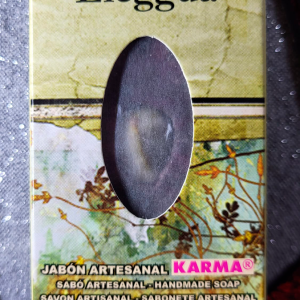 Eleggua
JABÓN ARTESANAL KARMA®
SABÓ ARTESANAL - HANDMADE SOAP
SAVON ARTISANAL - SABONETE ARTESANAL